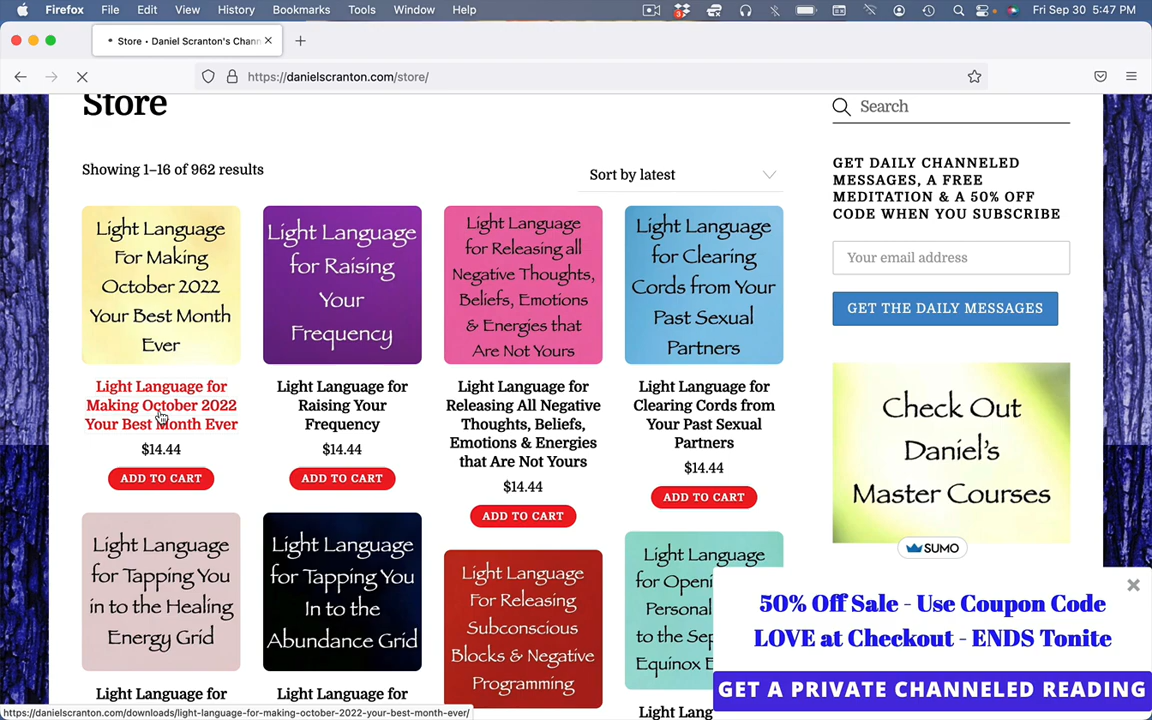 Firefox File Edit View History Bookmarks Tools Window Help Fri Sep 30 5:47 PM
Store • Daniel Scranton's Chann
https://danielscranton.com/store/
Store
Showing 1–16 of 962 results
Sort by latest
Light Language
For Making
October 2022
Your Best Month
Ever
Light Language for
Making October 2022
Your Best Month Ever
$14.44
ADD TO CART
Light Language
for Raising
Your
Frequency
Light Language for
Raising Your
Frequency
$14.44
ADD TO CART
Light Language
for Releasing all
Negative Thoughts,
Beliefs, Emotions
& Energies that
Are Not Yours
Light Language for
Releasing All Negative
Thoughts, Beliefs,
Emotions & Energies
that Are Not Yours
$14.44
ADD TO CART
Light Language
for Clearing
Cords from Your
Past Sexual
Partners
Light Language for
Clearing Cords from
Your Past Sexual
Partners
$14.44
ADD TO CART
Light Language
for Tapping You
in to the Healing
Energy Grid
Light Language for
Light Language
for Tapping You
In to the
Abundance Grid
Light Language for
Light Language
For Releasing
Subconscious
Blocks & Negative
Programming
Light Language
for Openi
Personal
to the Sep
Equinox E
Light Lang
Search
GET DAILY CHANNELED
MESSAGES, A FREE
MEDITATION & A 50% OFF
CODE WHEN YOU SUBSCRIBE
Your email address
GET THE DAILY MESSAGES
Check Out
Daniel's
Master Courses
SUMO
50% Off Sale - Use Coupon Code
LOVE at Checkout - ENDS Tonite
GET A PRIVATE CHANNELED READING
https://danielscranton.com/downloads/light-language-for-making-october-2022-your-best-month-ever/